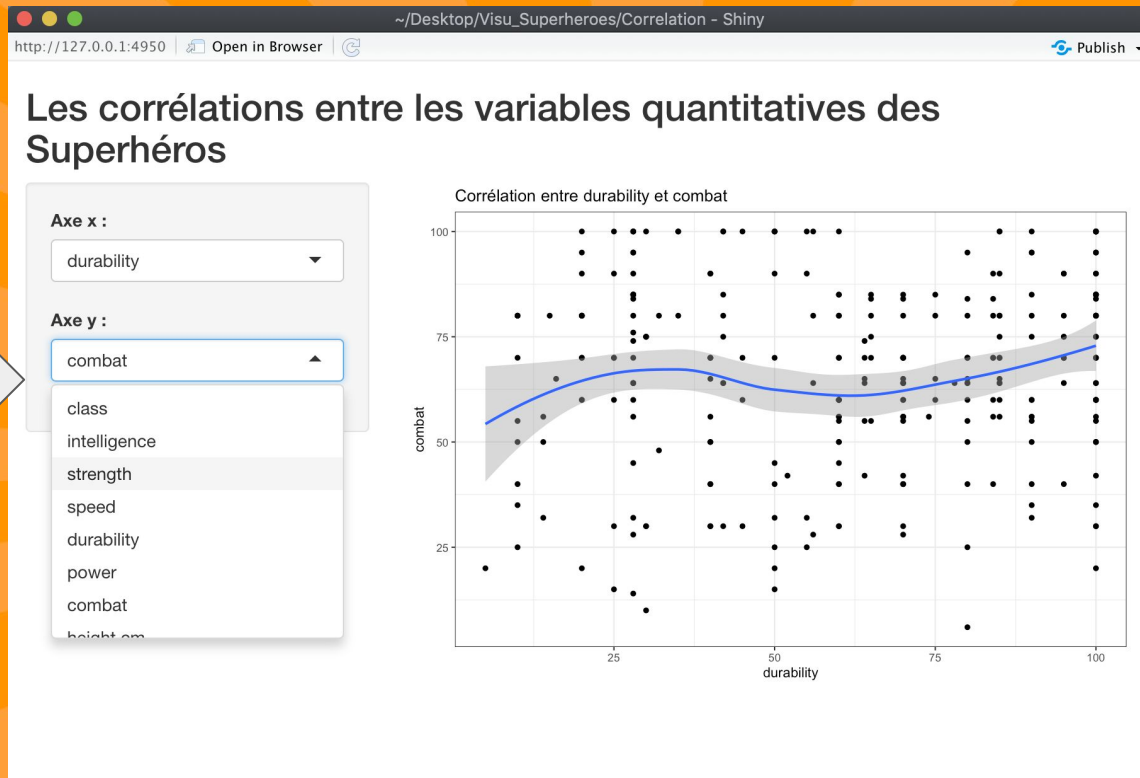 ~/Desktop/Visu_Superheroes/Correlation - Shiny
http://127.0.0.1:4950 Open in Browser Publish
Les corrélations entre les variables quantitatives des
Superhéros
Axe x :
durability
Axe y :
combat
class
intelligence
strength
speed
durability
power
combat
height cm
Corrélation entre durability et combat
100
75
50
25
combat
25 50 75 100
durability